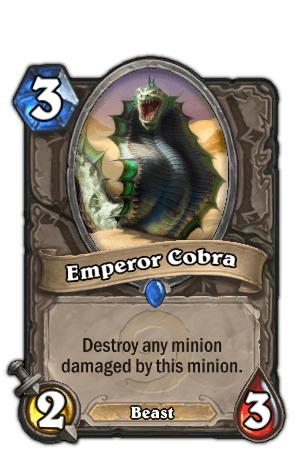 3
Emperor Cobra
Destroy any minion
damaged by this minion.
2
Beast
3